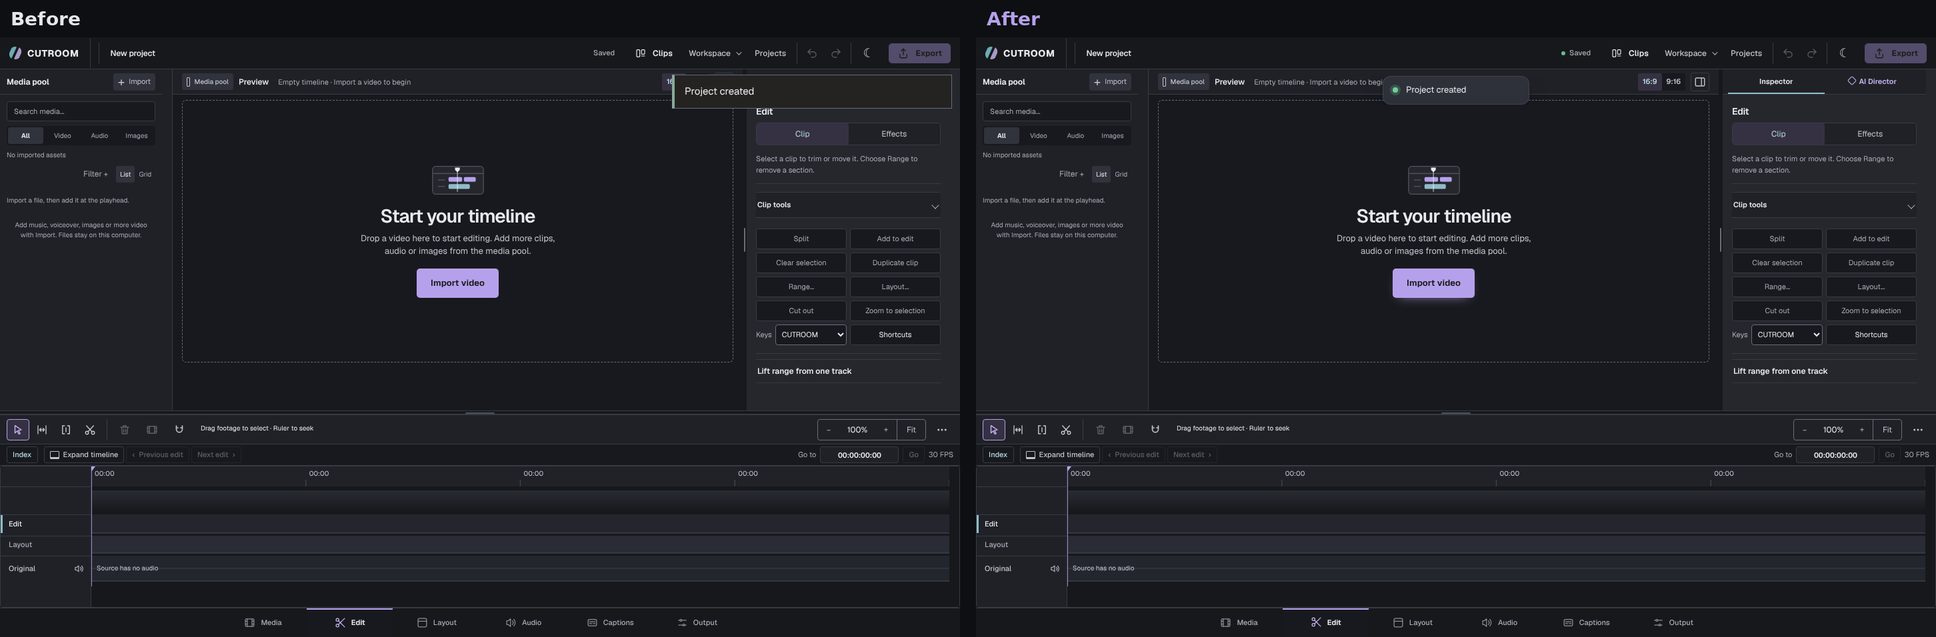 Before
CUTROOM New project Saved Clips Workspace Projects Export
Media pool + Import Media pool Preview Empty timeline · Import a video to begin
Project created
Search media...
All Video Audio Images
No imported assets
Filter + List Grid
Import a file, then add it at the playhead.
Add music, voiceover, images or more video
with Import. Files stay on this computer.
Start your timeline
Drop a video here to start editing. Add more clips,
audio or images from the media pool.
Import video
Edit
Clip Effects
Select a clip to trim or move it. Choose Range to
remove a section.
Clip tools
Split Add to edit
Clear selection Duplicate clip
Range... Layout...
Cut out Zoom to selection
Keys CUTROOM Shortcuts
Lift range from one track
Drag footage to select · Ruler to seek - 100% + Fit ...
Index Expand timeline ‹ Previous edit Next edit › Go to 00:00:00:00 Go 30 FPS
00:00 00:00 00:00 00:00
Edit
Layout
Original Source has no audio
Media Edit Layout Audio Captions Output
After
CUTROOM New project Saved Clips Workspace Projects Export
Media pool + Import Media pool Preview Empty timeline · Import a video to begi 16:9 9:16 Inspector AI Director
Project created
Search media...
All Video Audio Images
No imported assets
Filter + List Grid
Import a file, then add it at the playhead.
Add music, voiceover, images or more video
with Import. Files stay on this computer.
Start your timeline
Drop a video here to start editing. Add more clips,
audio or images from the media pool.
Import video
Edit
Clip Effects
Select a clip to trim or move it. Choose Range to
remove a section.
Clip tools
Split Add to edit
Clear selection Duplicate clip
Range... Layout...
Cut out Zoom to selection
Keys CUTROOM Shortcuts
Lift range from one track
Drag footage to select · Ruler to seek - 100% + Fit ...
Index Expand timeline ‹ Previous edit Next edit › Go to 00:00:00:00 Go 30 FPS
00:00 00:00 00:00 00:00
Edit
Layout
Original Source has no audio
Media Edit Layout Audio Captions Output